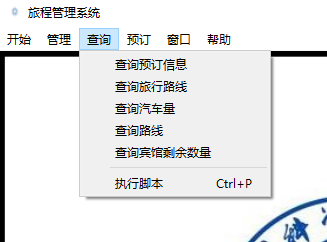 旅程管理系统
开始 管理 查询 预订 窗口 帮助
查询预订信息
查询旅行路线
查询汽车量
查询路线
查询宾馆剩余数量
执行脚本 Ctrl+P